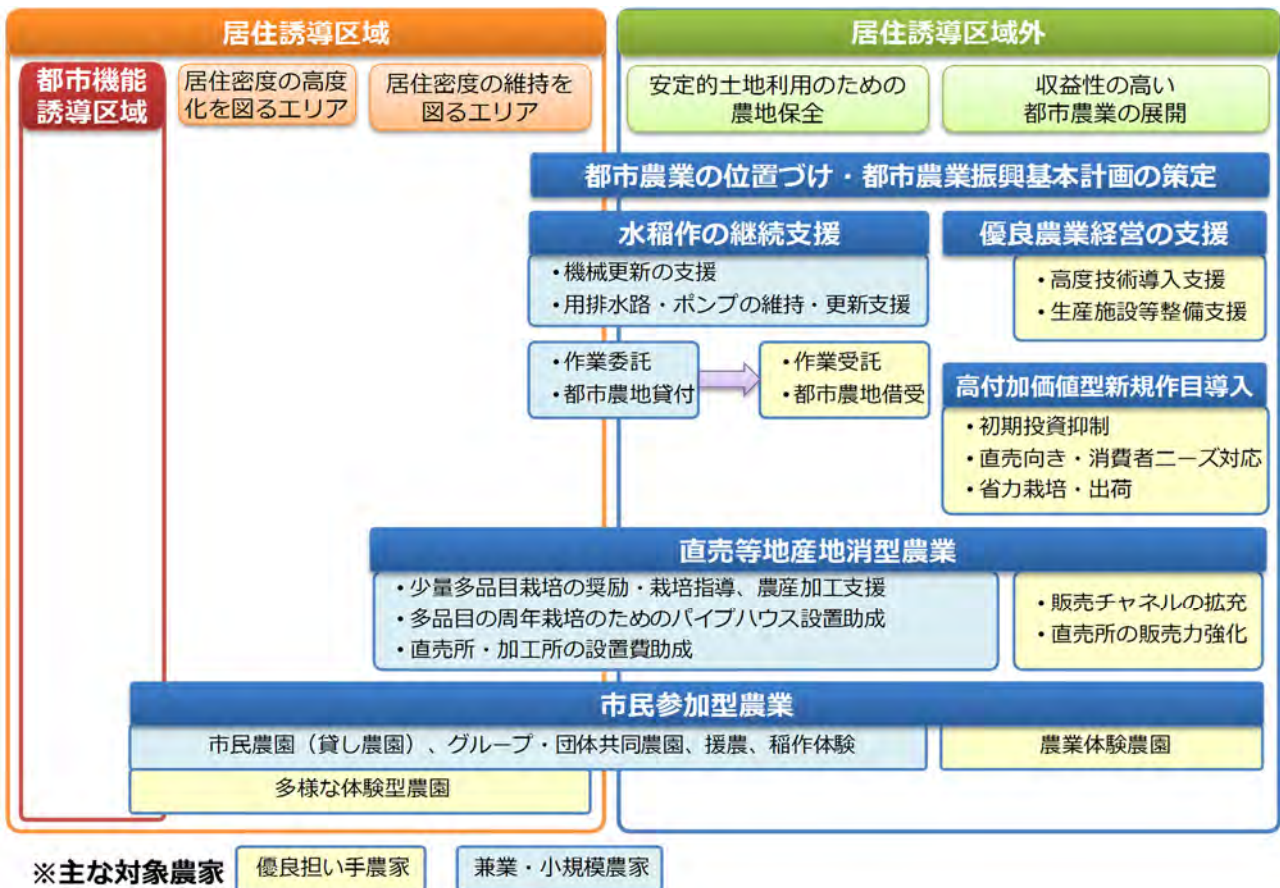 居住誘導区域
居住誘導区域外
都市機能
誘導区域
居住密度の高度
化を図るエリア
居住密度の維持を
図るエリア
安定的土地利用のための
農地保全
収益性の高い
都市農業の展開
都市農業の位置づけ・都市農業振興基本計画の策定
水稲作の継続支援
・機械更新の支援
・用排水路・ポンプの維持・更新支援
優良農業経営の支援
・高度技術導入支援
・生産施設等整備支援
・作業委託
・都市農地貸付
・作業受託
・都市農地借受
高付加価値型新規作目導入
・初期投資抑制
・直売向き・消費者ニーズ対応
・省力栽培・出荷
直売等地産地消型農業
・少量多品目栽培の奨励・栽培指導、農産加工支援
・多品目の周年栽培のためのパイプハウス設置助成
・直売所・加工所の設置費助成
・販売チャネルの拡充
・直売所の販売力強化
市民参加型農業
市民農園（貸し農園）、グループ・団体共同農園、援農、稲作体験
農業体験農園
多様な体験型農園
※主な対象農家
優良担い手農家
兼業・小規模農家